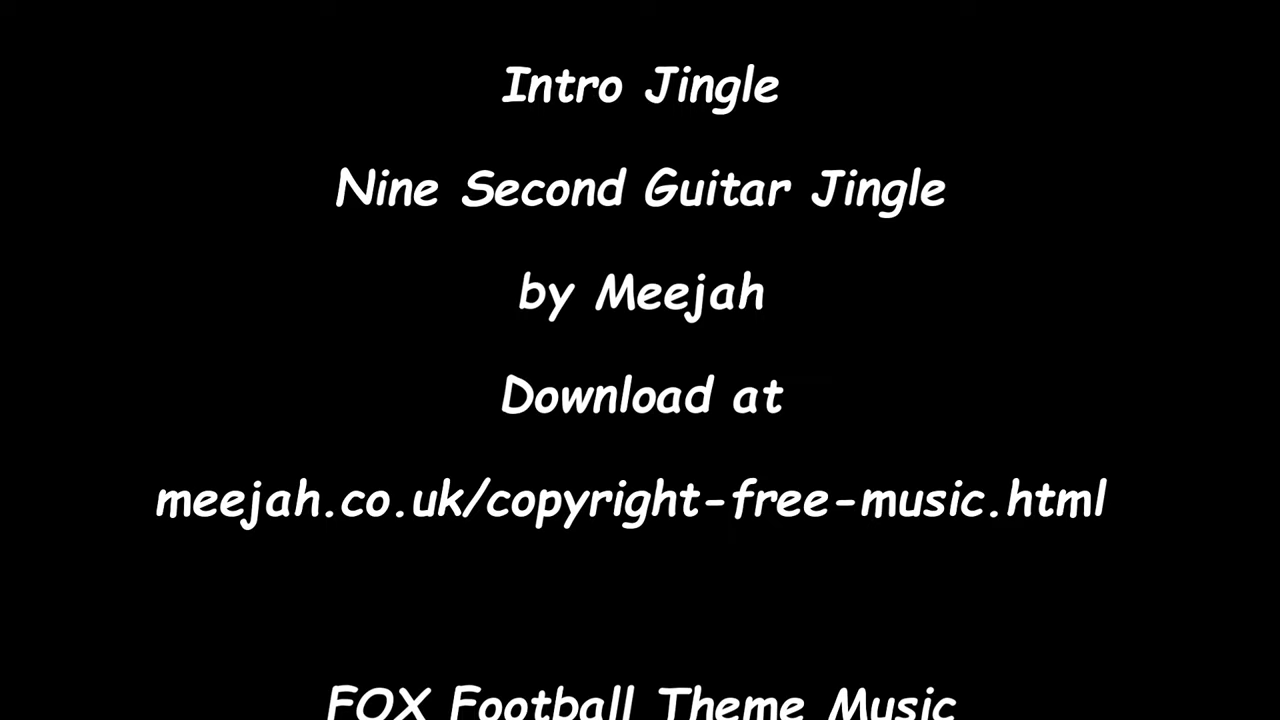 Intro Jingle
Nine Second Guitar Jingle
by Meejah
Download at
meejah.co.uk/copyright-free-music.html
FOX Football Theme Music